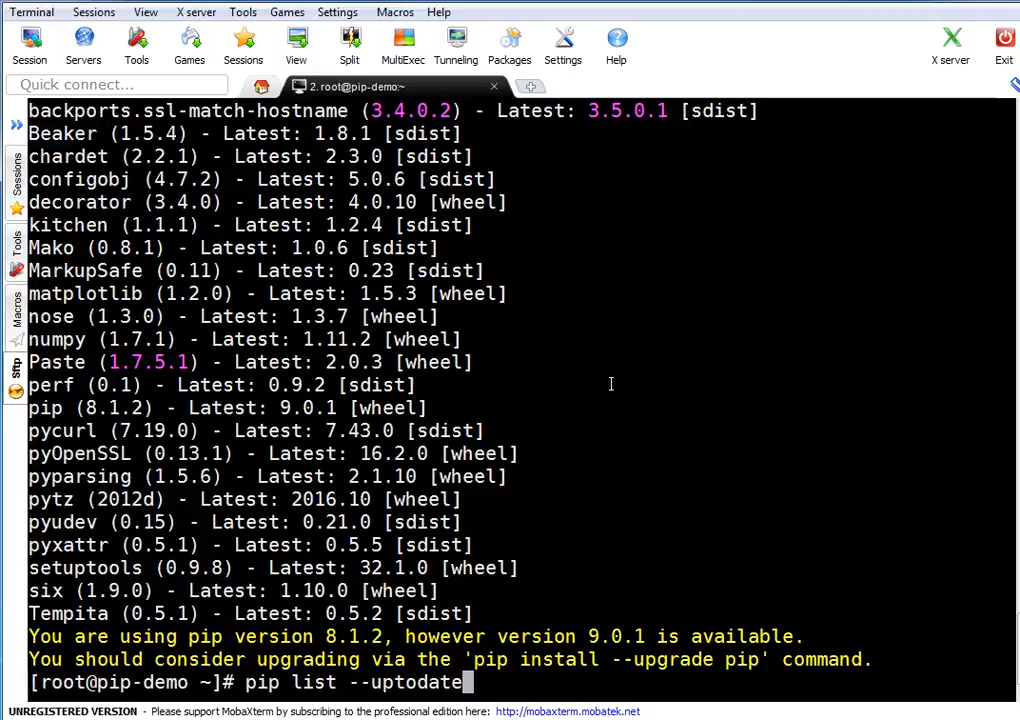 Terminal Sessions View X server Tools Games Settings Macros Help
Session Servers Tools Games Sessions View Split MultiExec Tunneling Packages Settings Help X server Exit
Quick connect...
2. root@pip-demo:~
Sessions
Tools
Macros
Sftp
backports.ssl-match-hostname (3.4.0.2) - Latest: 3.5.0.1 [sdist]
Beaker (1.5.4) - Latest: 1.8.1 [sdist]
chardet (2.2.1) - Latest: 2.3.0 [sdist]
configobj (4.7.2) - Latest: 5.0.6 [sdist]
decorator (3.4.0) - Latest: 4.0.10 [wheel]
kitchen (1.1.1) - Latest: 1.2.4 [sdist]
Mako (0.8.1) - Latest: 1.0.6 [sdist]
MarkupSafe (0.11) - Latest: 0.23 [sdist]
matplotlib (1.2.0) - Latest: 1.5.3 [wheel]
nose (1.3.0) - Latest: 1.3.7 [wheel]
numpy (1.7.1) - Latest: 1.11.2 [wheel]
Paste (1.7.5.1) - Latest: 2.0.3 [wheel]
perf (0.1) - Latest: 0.9.2 [sdist]
pip (8.1.2) - Latest: 9.0.1 [wheel]
pycurl (7.19.0) - Latest: 7.43.0 [sdist]
pyOpenSSL (0.13.1) - Latest: 16.2.0 [wheel]
pyparsing (1.5.6) - Latest: 2.1.10 [wheel]
pytz (2012d) - Latest: 2016.10 [wheel]
pyudev (0.15) - Latest: 0.21.0 [sdist]
pyxattr (0.5.1) - Latest: 0.5.5 [sdist]
setuptools (0.9.8) - Latest: 32.1.0 [wheel]
six (1.9.0) - Latest: 1.10.0 [wheel]
Tempita (0.5.1) - Latest: 0.5.2 [sdist]
You are using pip version 8.1.2, however version 9.0.1 is available.
You should consider upgrading via the 'pip install --upgrade pip' command.
[root@pip-demo ~]# pip list --uptodate
UNREGISTERED VERSION - Please support MobaXterm by subscribing to the professional edition here: http://mobaxterm.mobatek.net